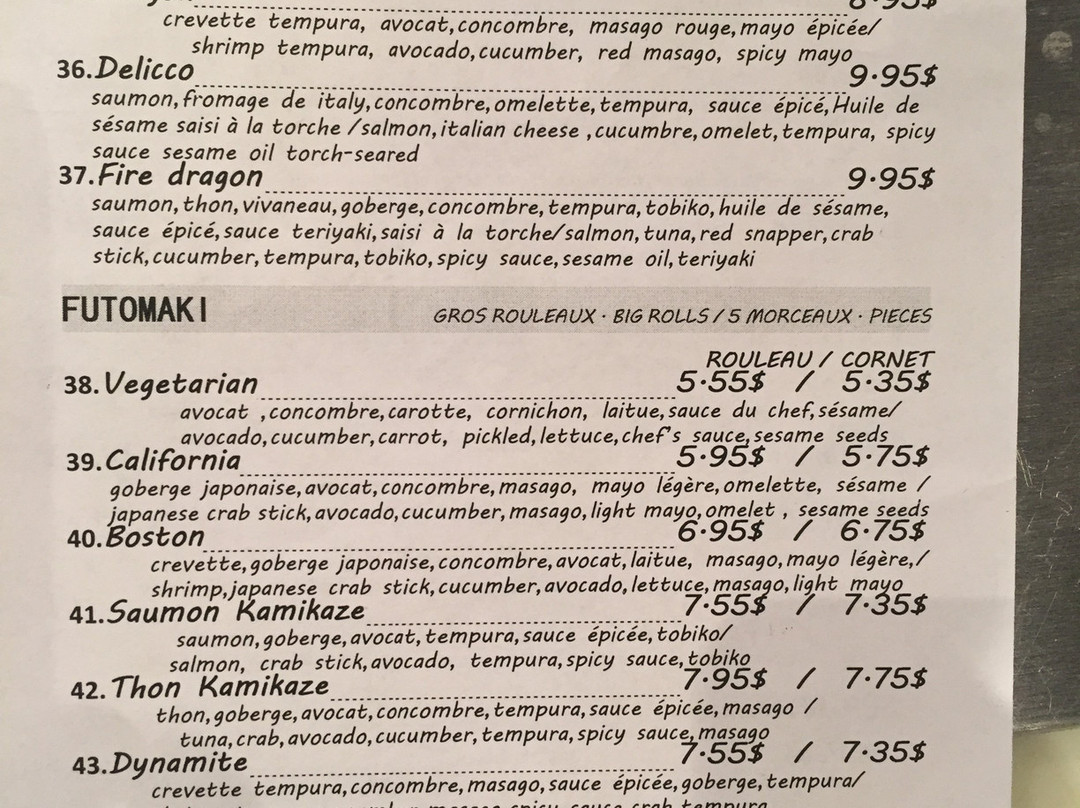 8.95$
crevette tempura, avocat,concombre, masago rouge,mayo épicée/
shrimp tempura, avocado,cucumber, red masago, spicy mayo
36.Delicco 9.95$
saumon,fromage de italy,concombre,omelette,tempura, sauce épicé,Huile de
sésame saisi à la torche /salmon,italian cheese ,cucumbre,omelet,tempura, spicy
sauce sesame oil torch-seared
37.Fire dragon 9.95$
saumon,thon,vivaneau,goberge,concombre,tempura,tobiko,huile de sésame,
sauce épicé,sauce teriyaki,saisi à la torche/salmon,tuna,red snapper,crab
stick,cucumber,tempura,tobiko,spicy sauce,sesame oil,teriyaki
FUTOMAKI GROS ROULEAUX · BIG ROLLS / 5 MORCEAUX · PIECES
ROULEAU / CORNET
38.Vegetarian 5.55$ / 5.35$
avocat ,concombre,carotte, cornichon, laitue,sauce du chef,sésame/
avocado,cucumber,carrot, pickled,lettuce,chef's sauce,sesame seeds
39.California 5.95$ / 5.75$
goberge japonaise,avocat,concombre,masago, mayo légère,omelette, sésame /
japanese crab stick,avocado,cucumber,masago,light mayo,omelet , sesame seeds
40.Boston 6.95$ / 6.75$
crevette,goberge japonaise,concombre,avocat,laitue, masago,mayo légère,/
shrimp,japanese crab stick,cucumber,avocado,lettuce,masago,light mayo
41.Saumon Kamikaze 7.55$ / 7.35$
saumon,goberge,avocat,tempura,sauce épicée,tobiko/
salmon, crab stick,avocado, tempura,spicy sauce,tobiko
42.Thon Kamikaze 7.95$ / 7.75$
thon,goberge,avocat,concombre,tempura,sauce épicée,masago /
tuna,crab,avocado,cucumber,tempura,spicy sauce,masago
43.Dynamite 7.55$ / 7.35$
crevette tempura,concombre,masago,sauce épicée,goberge,tempura/
masago spicy sauce crab tempura